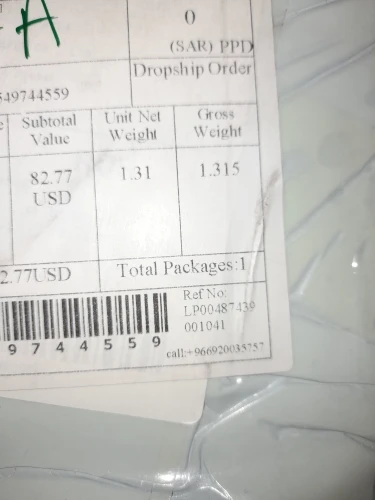 A
0
(SAR) PPD
Dropship Order
549744559
Subtotal Value
Unit Net Weight
Gross Weight
82.77 USD
1.31
1.315
2.77USD
Total Packages:1
Ref No:
LP00487439
001041
9 7 4 4 5 5 9
call:+966920035757